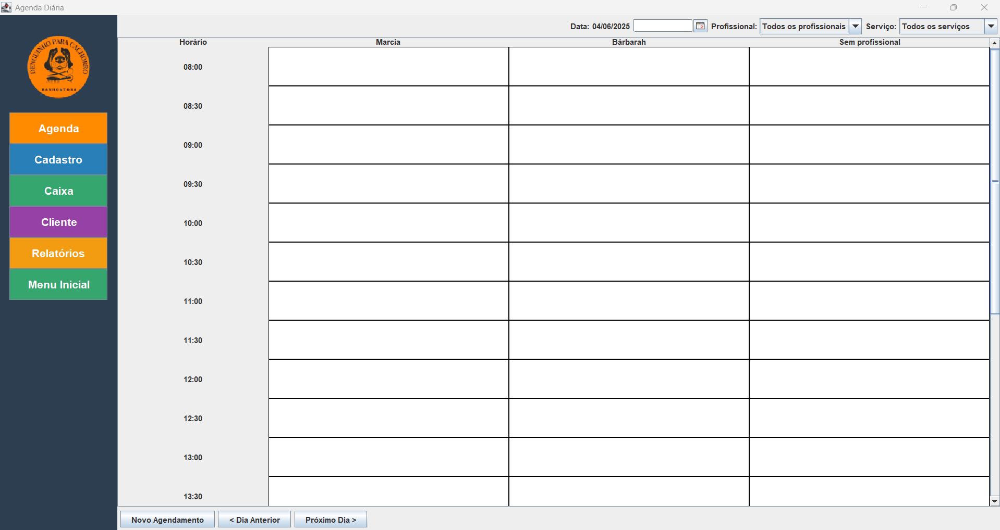 Agenda Diária
DENGUINHO PARA CACHORRO
BANHO & TOSA
Agenda
Cadastro
Caixa
Cliente
Relatórios
Menu Inicial
Data: 04/06/2025 Profissional: Todos os profissionais Serviço: Todos os serviços
Horário Marcia Bárbarah Sem profissional
08:00
08:30
09:00
09:30
10:00
10:30
11:00
11:30
12:00
12:30
13:00
13:30
Novo Agendamento < Dia Anterior Próximo Dia >